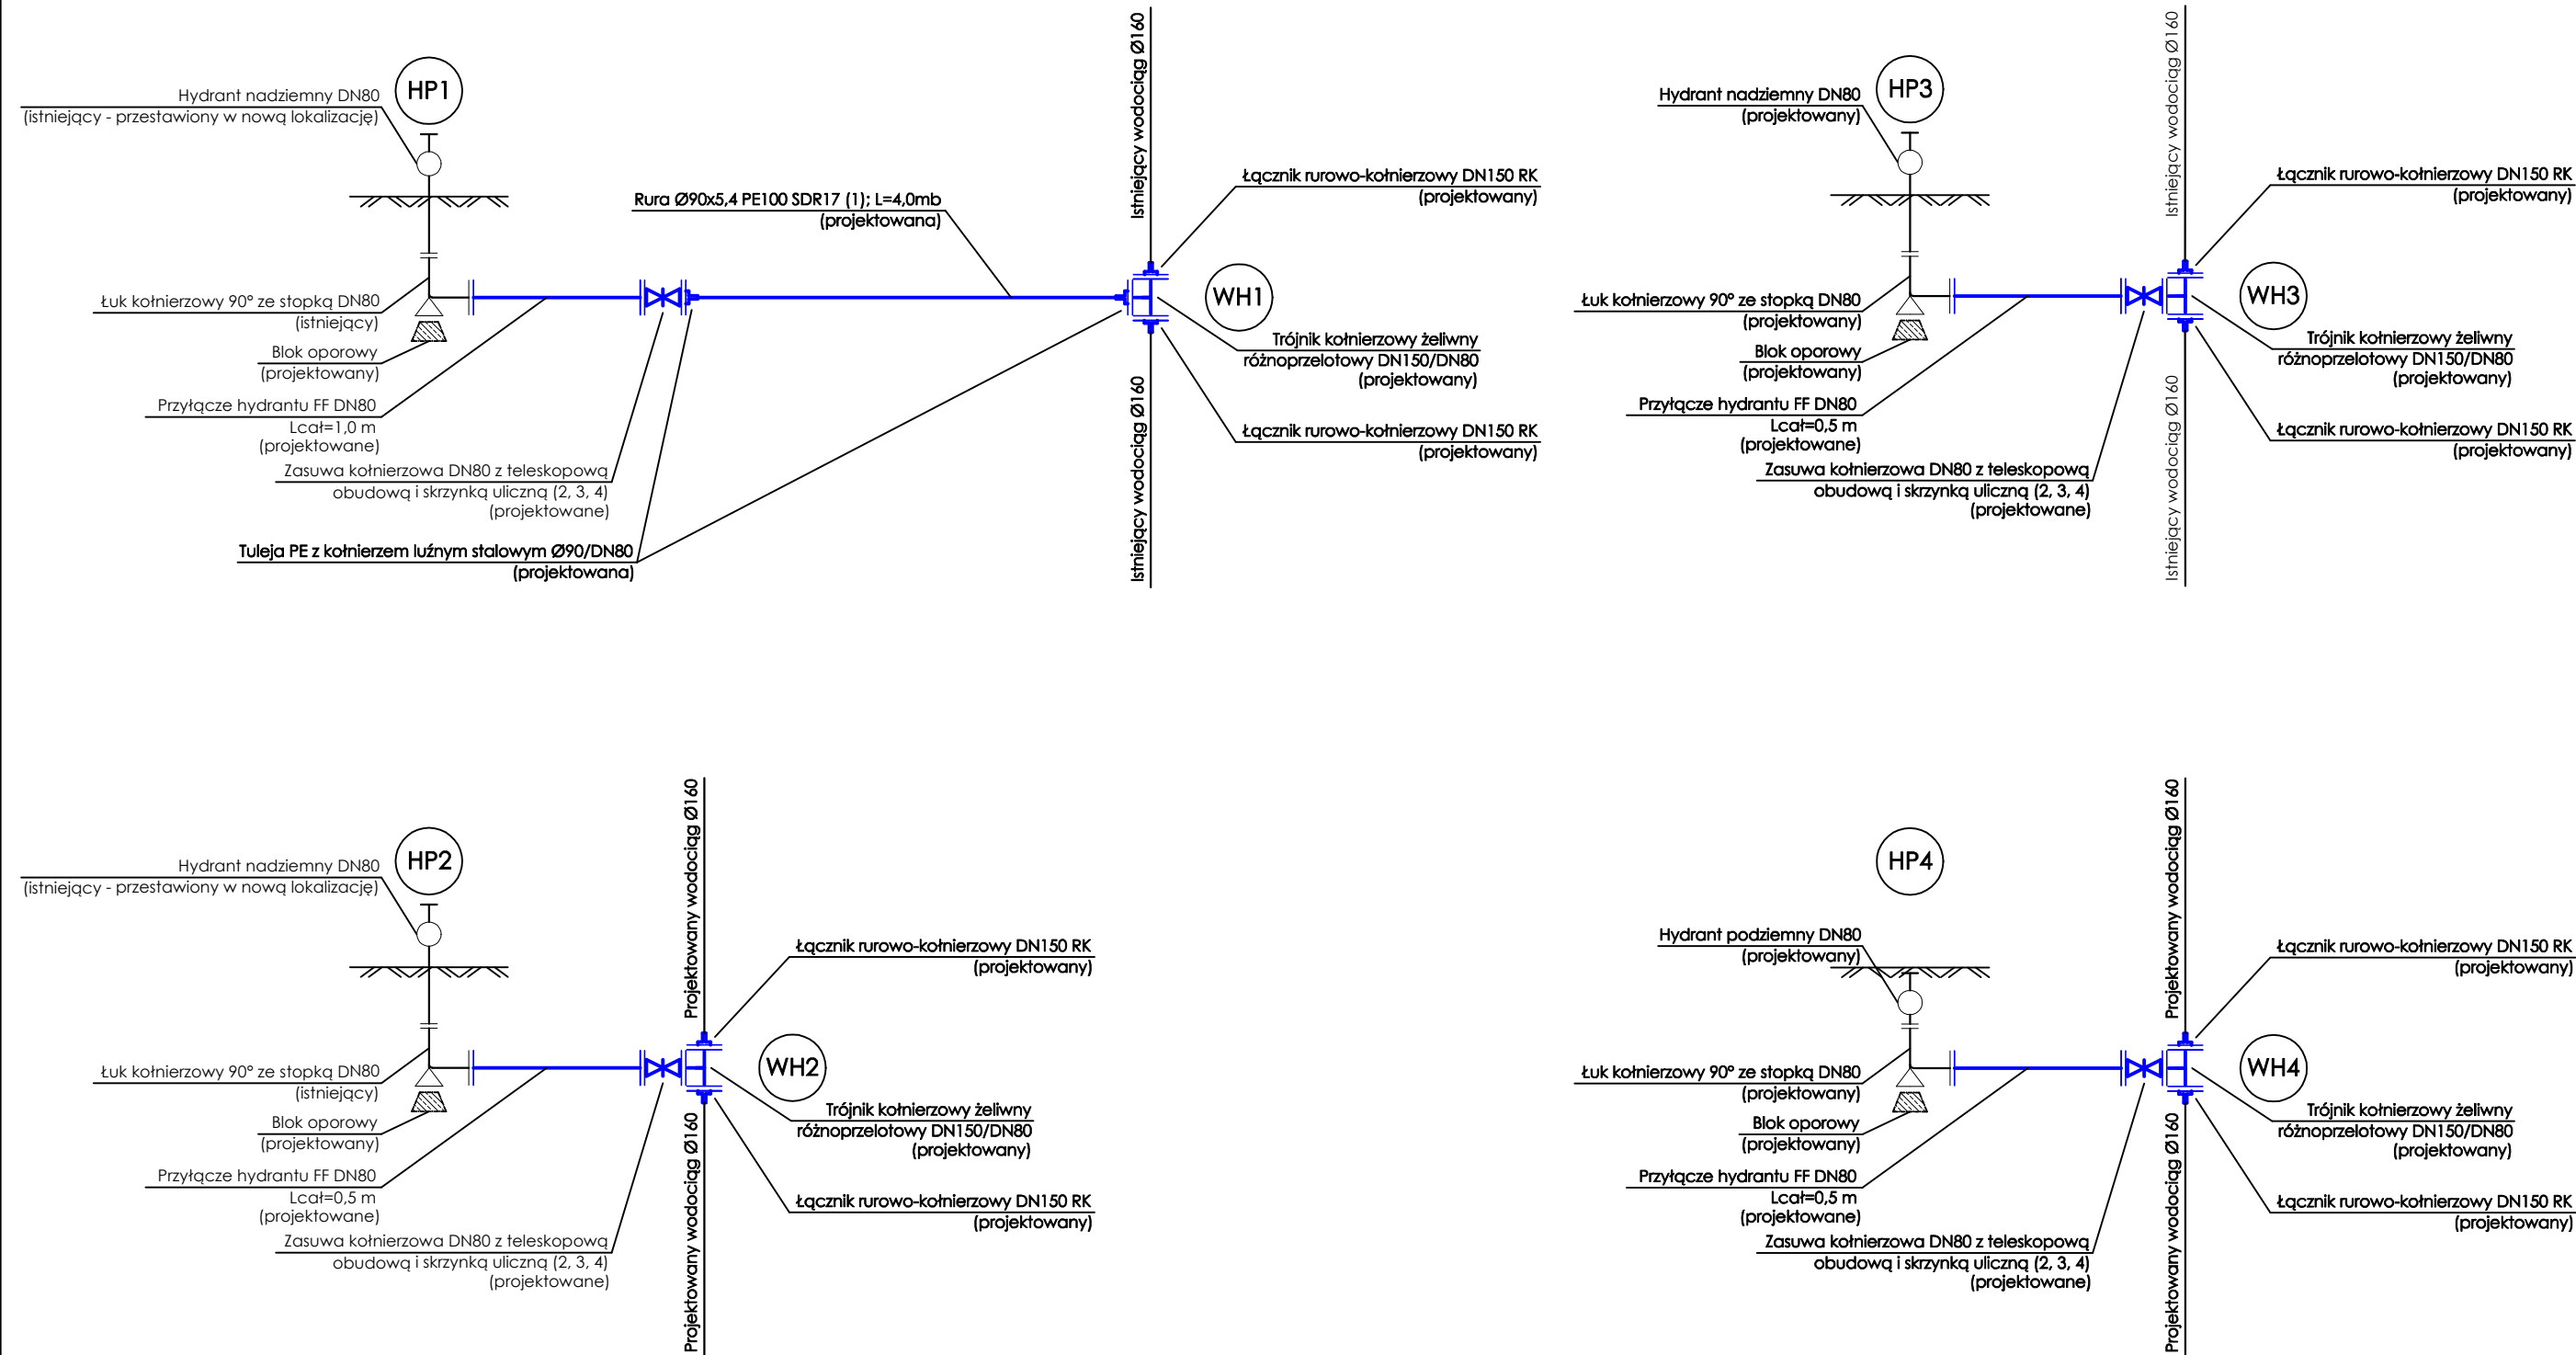 HP1
Hydrant nadziemny DN80
(istniejący - przestawiony w nową lokalizację)
Rura Ø90x5,4 PE100 SDR17 (1); L=4,0mb
(projektowana)
Istniejący wodociąg Ø160
Łącznik rurowo-kołnierzowy DN150 RK
(projektowany)
WH1
Łuk kołnierzowy 90° ze stopką DN80
(istniejący)
Blok oporowy
(projektowany)
Przyłącze hydrantu FF DN80
Lcał=1,0 m
(projektowane)
Zasuwa kołnierzowa DN80 z teleskopową
obudową i skrzynką uliczną (2, 3, 4)
(projektowane)
Tuleja PE z kołnierzem luźnym stalowym Ø90/DN80
(projektowana)
Trójnik kołnierzowy żeliwny
różnoprzelotowy DN150/DN80
(projektowany)
Łącznik rurowo-kołnierzowy DN150 RK
(projektowany)
Istniejący wodociąg Ø160
HP3
Hydrant nadziemny DN80
(projektowany)
Istniejący wodociąg Ø160
Łącznik rurowo-kołnierzowy DN150 RK
(projektowany)
WH3
Łuk kołnierzowy 90° ze stopką DN80
(projektowany)
Blok oporowy
(projektowany)
Przyłącze hydrantu FF DN80
Lcał=0,5 m
(projektowane)
Zasuwa kołnierzowa DN80 z teleskopową
obudową i skrzynką uliczną (2, 3, 4)
(projektowane)
Trójnik kołnierzowy żeliwny
różnoprzelotowy DN150/DN80
(projektowany)
Łącznik rurowo-kołnierzowy DN150 RK
(projektowany)
Istniejący wodociąg Ø160
HP2
Hydrant nadziemny DN80
(istniejący - przestawiony w nową lokalizację)
Projektowany wodociąg Ø160
Łącznik rurowo-kołnierzowy DN150 RK
(projektowany)
WH2
Łuk kołnierzowy 90° ze stopką DN80
(istniejący)
Blok oporowy
(projektowany)
Przyłącze hydrantu FF DN80
Lcał=0,5 m
(projektowane)
Zasuwa kołnierzowa DN80 z teleskopową
obudową i skrzynką uliczną (2, 3, 4)
(projektowane)
Trójnik kołnierzowy żeliwny
różnoprzelotowy DN150/DN80
(projektowany)
Łącznik rurowo-kołnierzowy DN150 RK
(projektowany)
Projektowany wodociąg Ø160
HP4
Hydrant podziemny DN80
(projektowany)
Projektowany wodociąg Ø160
Łącznik rurowo-kołnierzowy DN150 RK
(projektowany)
WH4
Łuk kołnierzowy 90° ze stopką DN80
(projektowany)
Blok oporowy
(projektowany)
Przyłącze hydrantu FF DN80
Lcał=0,5 m
(projektowane)
Zasuwa kołnierzowa DN80 z teleskopową
obudową i skrzynką uliczną (2, 3, 4)
(projektowane)
Trójnik kołnierzowy żeliwny
różnoprzelotowy DN150/DN80
(projektowany)
Łącznik rurowo-kołnierzowy DN150 RK
(projektowany)
Projektowany wodociąg Ø160